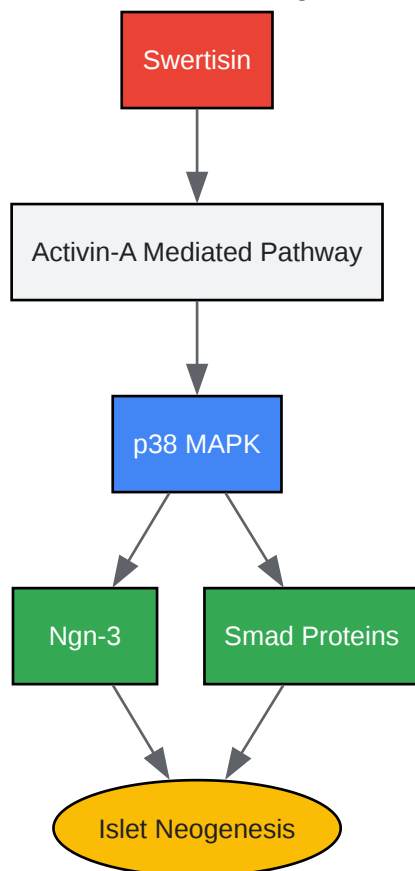 Swertisin
Activin-A Mediated Pathway
p38 MAPK
Ngn-3
Smad Proteins
Islet Neogenesis